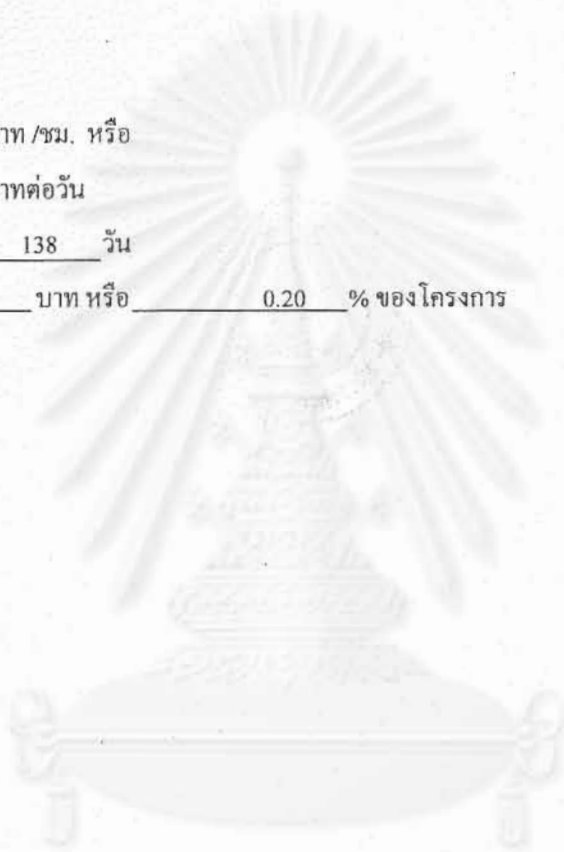 าท /ชม. หรือ
าทต่อวัน
138 วัน
บาท หรือ 0.20 % ของโครงการ